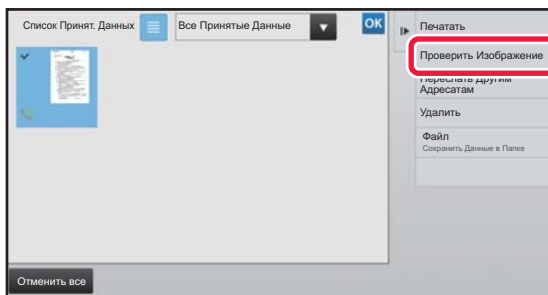 Список Принят. Данных
Все Принятые Данные
OK
Печатать
Проверить Изображение
Переслать Другим
Адресатам
Удалить
Файл
Сохранить Данные в Папке
Отменить все